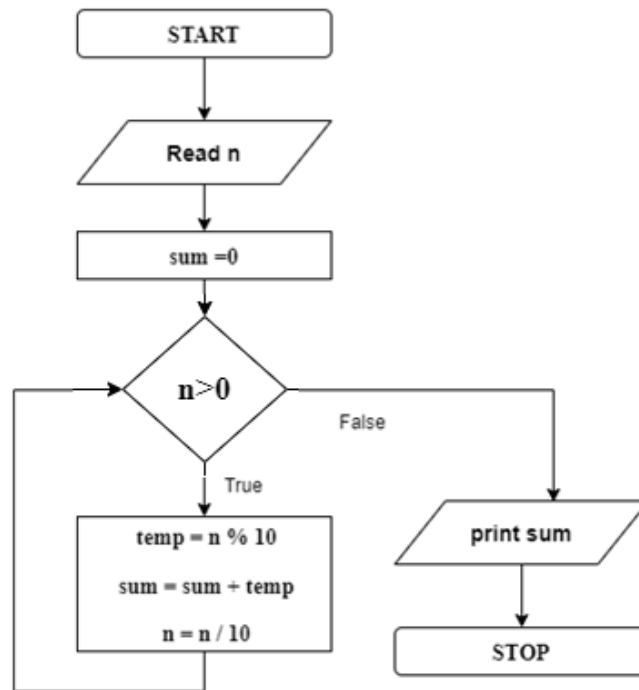 START
Read n
sum =0
n>0
False
True
temp = n % 10
sum = sum + temp
n = n / 10
print sum
STOP